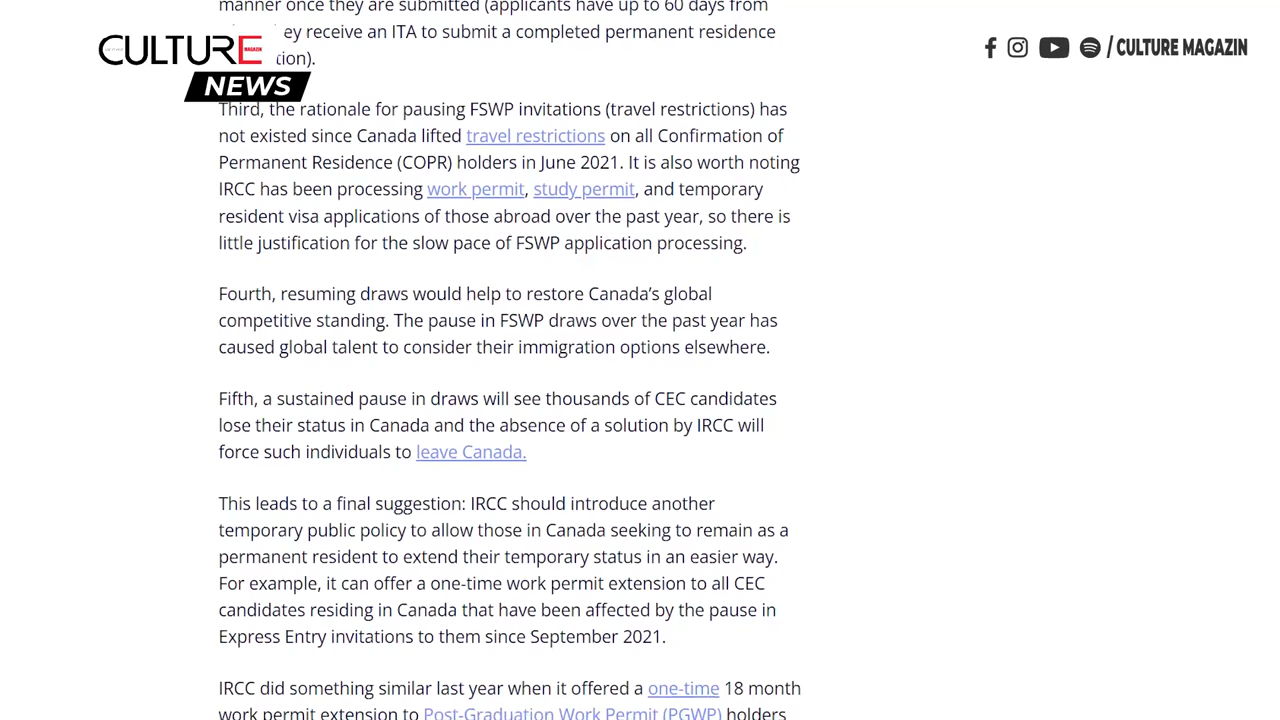 manner once they are submitted (applicants have up to 60 days from
ey receive an ITA to submit a completed permanent residence
tion).
CULTURE
MAGAZIN
NEWS
/ CULTURE MAGAZIN
Third, the rationale for pausing FSWP invitations (travel restrictions) has
not existed since Canada lifted travel restrictions on all Confirmation of
Permanent Residence (COPR) holders in June 2021. It is also worth noting
IRCC has been processing work permit, study permit, and temporary
resident visa applications of those abroad over the past year, so there is
little justification for the slow pace of FSWP application processing.
Fourth, resuming draws would help to restore Canada’s global
competitive standing. The pause in FSWP draws over the past year has
caused global talent to consider their immigration options elsewhere.
Fifth, a sustained pause in draws will see thousands of CEC candidates
lose their status in Canada and the absence of a solution by IRCC will
force such individuals to leave Canada.
This leads to a final suggestion: IRCC should introduce another
temporary public policy to allow those in Canada seeking to remain as a
permanent resident to extend their temporary status in an easier way.
For example, it can offer a one-time work permit extension to all CEC
candidates residing in Canada that have been affected by the pause in
Express Entry invitations to them since September 2021.
IRCC did something similar last year when it offered a one-time 18 month
work permit extension to Post-Graduation Work Permit (PGWP) holders